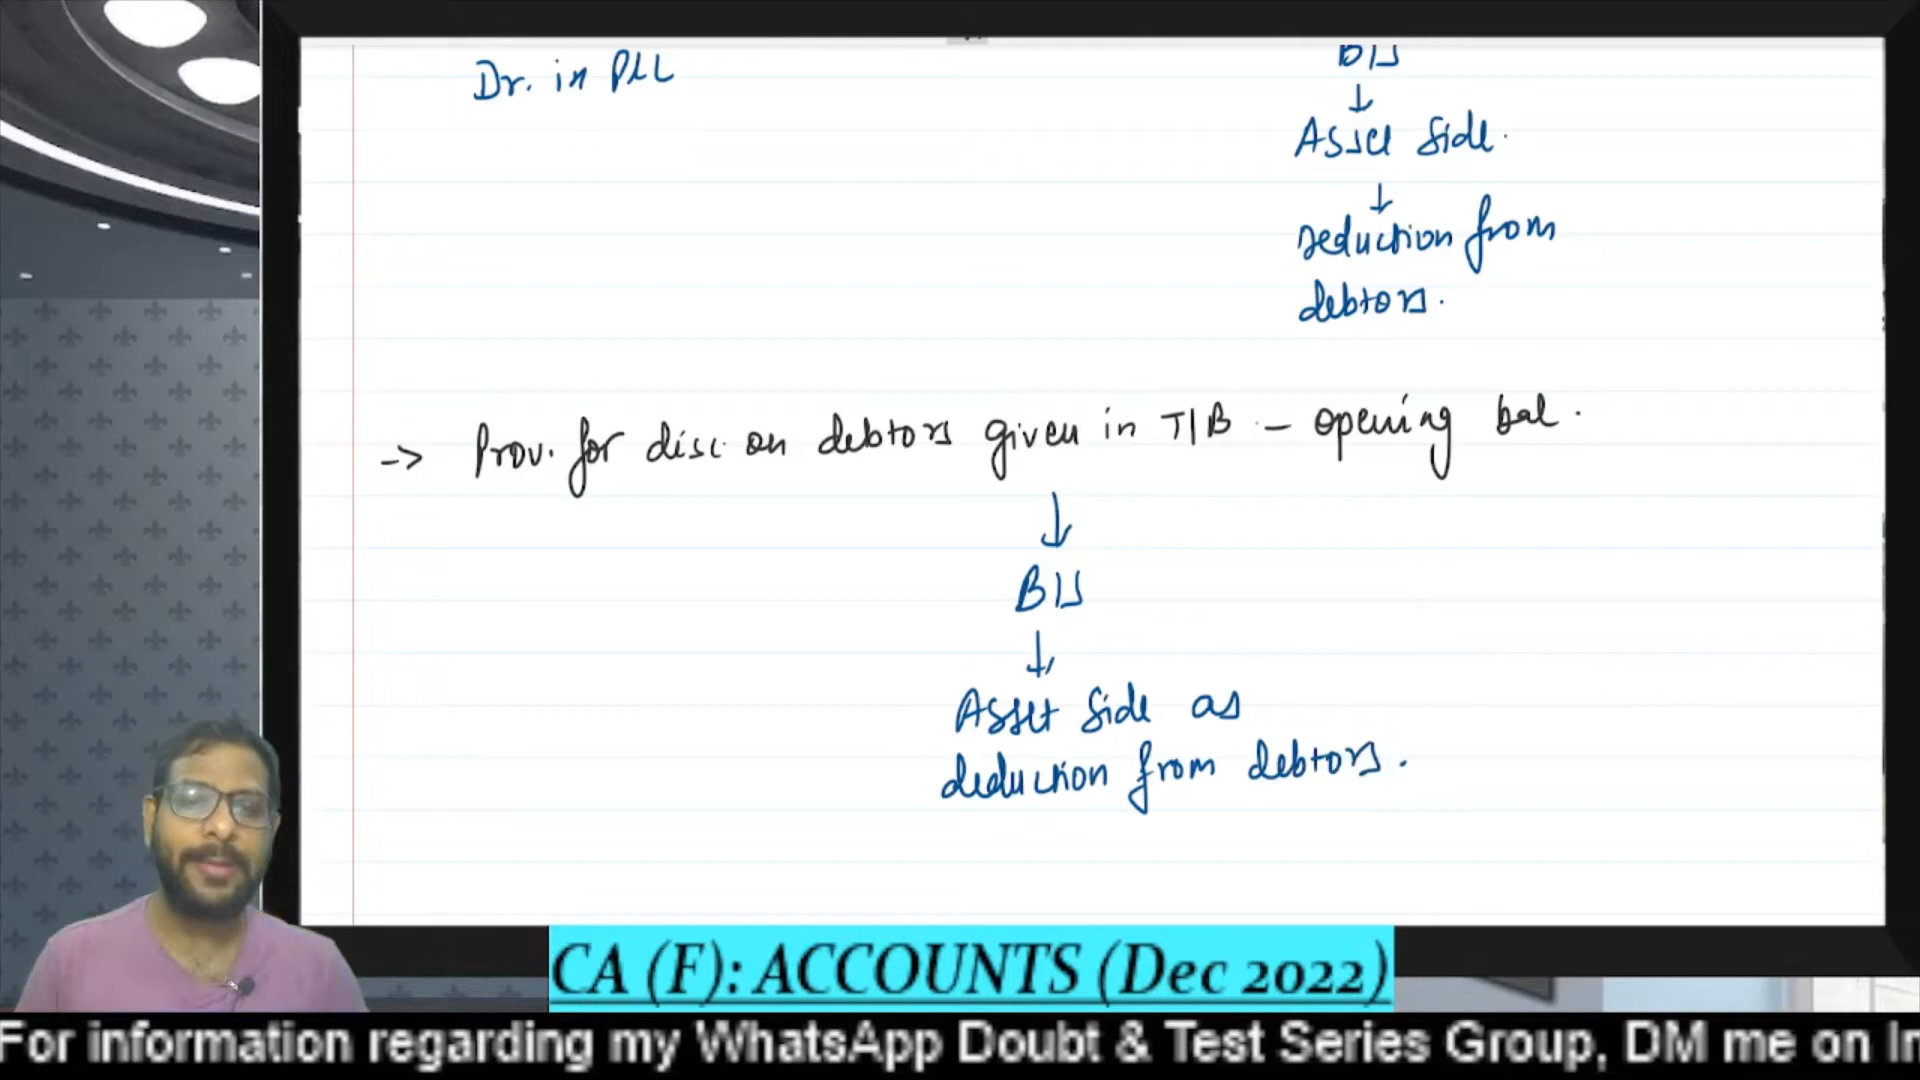 Dr. in P&L
B/S
↓
Asset side.
↓
deduction from
debtors.
-> Prov. for disc. on debtors given in T/B - opening bal.
↓
B/S
↓
Asset side as
deduction from debtors.
CA (F): ACCOUNTS (Dec 2022)
For information regarding my WhatsApp Doubt & Test Series Group, DM me on In